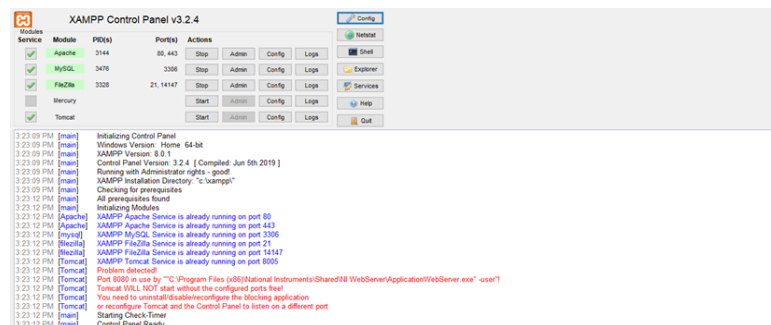 XAMPP Control Panel v3.2.4
Config
Modules
Service Module PID(s) Port(s) Actions
Netstat
Apache 3144 80, 443 Stop Admin Config Logs
Shell
MySQL 3476 3306 Stop Admin Config Logs
Explorer
FileZilla 3328 21, 14147 Stop Admin Config Logs
Services
Mercury Start Admin Config Logs
Help
Tomcat Start Admin Config Logs
Quit
3:23:09 PM [main] Initializing Control Panel
3:23:09 PM [main] Windows Version: Home 64-bit
3:23:09 PM [main] XAMPP Version: 8.0.1
3:23:09 PM [main] Control Panel Version: 3.2.4 [ Compiled: Jun 5th 2019 ]
3:23:09 PM [main] Running with Administrator rights - good!
3:23:09 PM [main] XAMPP Installation Directory: "c:\xampp\"
3:23:09 PM [main] Checking for prerequisites
3:23:12 PM [main] All prerequisites found
3:23:12 PM [main] Initializing Modules
3:23:12 PM [Apache] XAMPP Apache Service is already running on port 80
3:23:12 PM [Apache] XAMPP Apache Service is already running on port 443
3:23:12 PM [mysql] XAMPP MySQL Service is already running on port 3306
3:23:12 PM [filezilla] XAMPP FileZilla Service is already running on port 21
3:23:12 PM [filezilla] XAMPP FileZilla Service is already running on port 14147
3:23:12 PM [Tomcat] XAMPP Tomcat Service is already running on port 8005
3:23:12 PM [Tomcat] Problem detected!
3:23:12 PM [Tomcat] Port 8080 in use by ""C:\Program Files (x86)\National Instruments\Shared\NI WebServer\ApplicationWebServer.exe" -user"!
3:23:12 PM [Tomcat] Tomcat WILL NOT start without the configured ports free!
3:23:12 PM [Tomcat] You need to uninstall/disable/reconfigure the blocking application
3:23:12 PM [Tomcat] or reconfigure Tomcat and the Control Panel to listen on a different port
3:23:12 PM [main] Starting Check-Timer
3:23:12 PM [main] Control Panel Ready